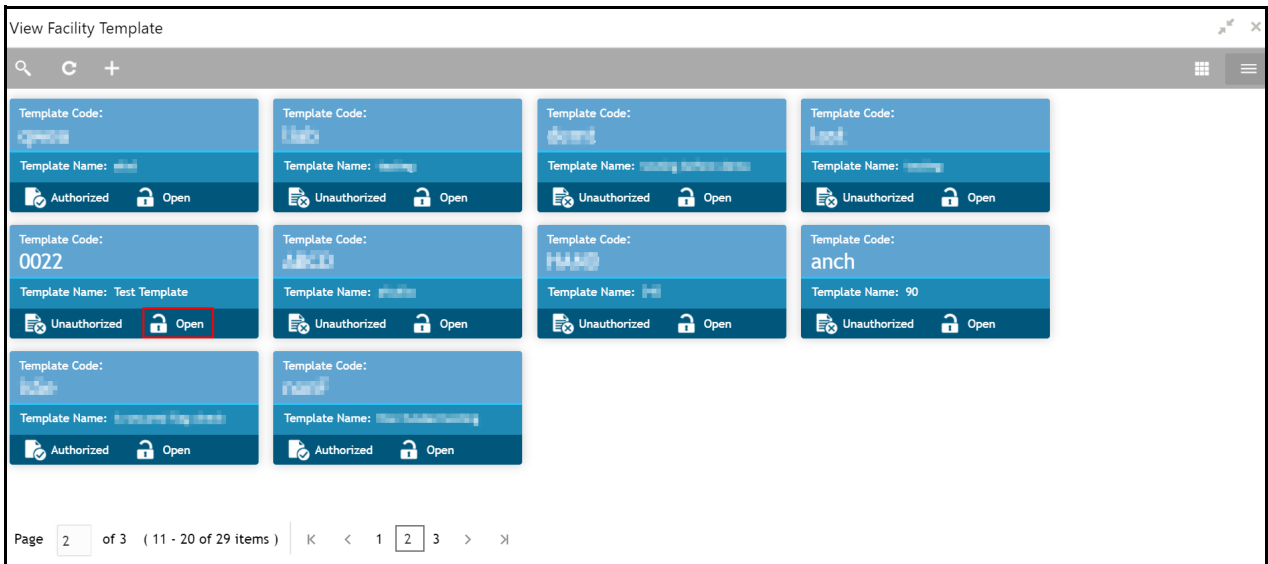 View Facility Template
Template Code:
Template Name:
Authorized Open
Template Code:
Template Name:
Unauthorized Open
Template Code:
Template Name:
Unauthorized Open
Template Code:
Template Name:
Unauthorized Open
Template Code:
0022
Template Name: Test Template
Unauthorized Open
Template Code:
Template Name:
Unauthorized Open
Template Code:
Template Name:
Unauthorized Open
Template Code:
anch
Template Name: 90
Unauthorized Open
Template Code:
Template Name:
Authorized Open
Template Code:
Template Name:
Authorized Open
Page 2 of 3 ( 11 - 20 of 29 items ) 1 2 3